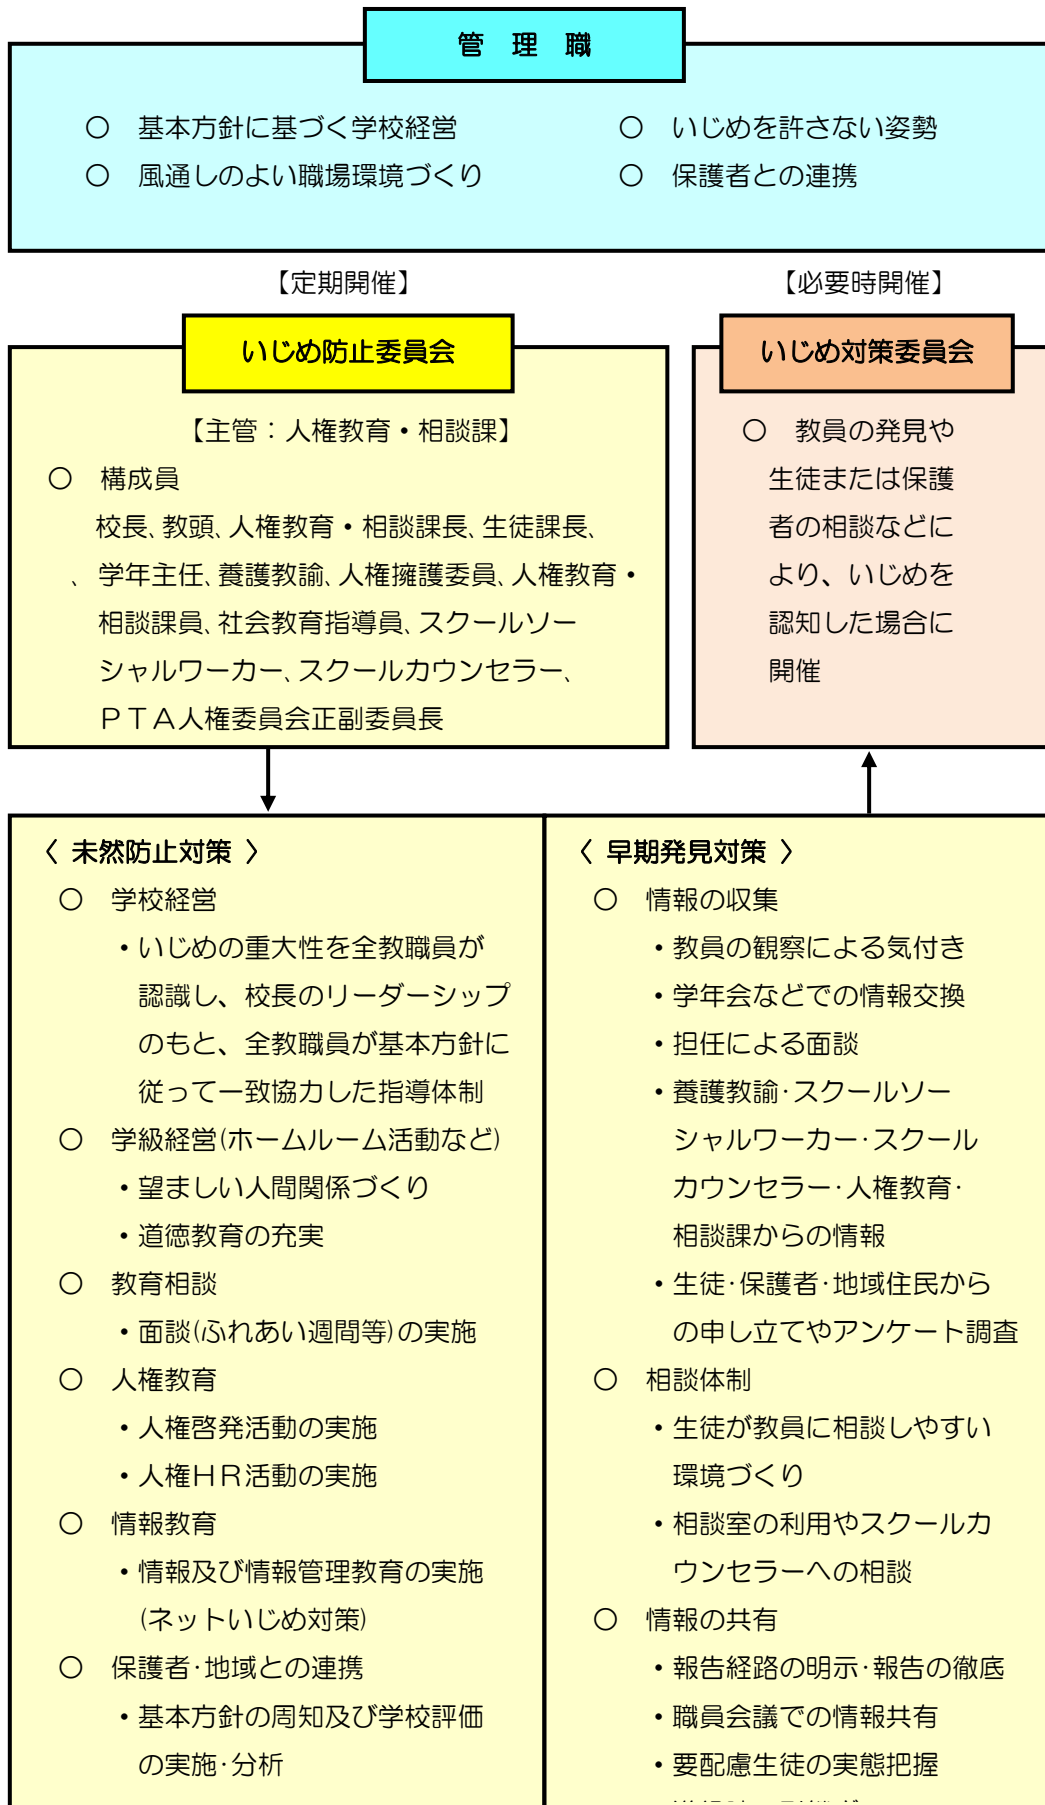 管　理　職
○　基本方針に基づく学校経営　　　○　いじめを許さない姿勢
○　風通しのよい職場環境づくり　　　○　保護者との連携
【定期開催】
いじめ防止委員会
【主管：人権教育・相談課】
○　構成員
校長、教頭、人権教育・相談課長、生徒課長、
、学年主任、養護教諭、人権擁護委員、人権教育・
相談課員、社会教育指導員、スクールソー
シャルワーカー、スクールカウンセラー、
ＰＴＡ人権委員会正副委員長
【必要時開催】
いじめ対策委員会
○　教員の発見や
生徒または保護
者の相談などに
より、いじめを
認知した場合に
開催
〈 未然防止対策 〉
○　学校経営
・いじめの重大性を全教職員が
認識し、校長のリーダーシップ
のもと、全教職員が基本方針に
従って一致協力した指導体制
○　学級経営(ホームルーム活動など)
・望ましい人間関係づくり
・道徳教育の充実
○　教育相談
・面談(ふれあい週間等)の実施
○　人権教育
・人権啓発活動の実施
・人権ＨＲ活動の実施
○　情報教育
・情報及び情報管理教育の実施
(ネットいじめ対策)
○　保護者･地域との連携
・基本方針の周知及び学校評価
の実施･分析
〈 早期発見対策 〉
○　情報の収集
・教員の観察による気付き
・学年会などでの情報交換
・担任による面談
・養護教諭･スクールソー
シャルワーカー･スクール
カウンセラー･人権教育･
相談課からの情報
・生徒･保護者･地域住民から
の申し立てやアンケート調査
○　相談体制
・生徒が教員に相談しやすい
環境づくり
・相談室の利用やスクールカ
ウンセラーへの相談
○　情報の共有
・報告経路の明示･報告の徹底
・職員会議での情報共有
・要配慮生徒の実態把握